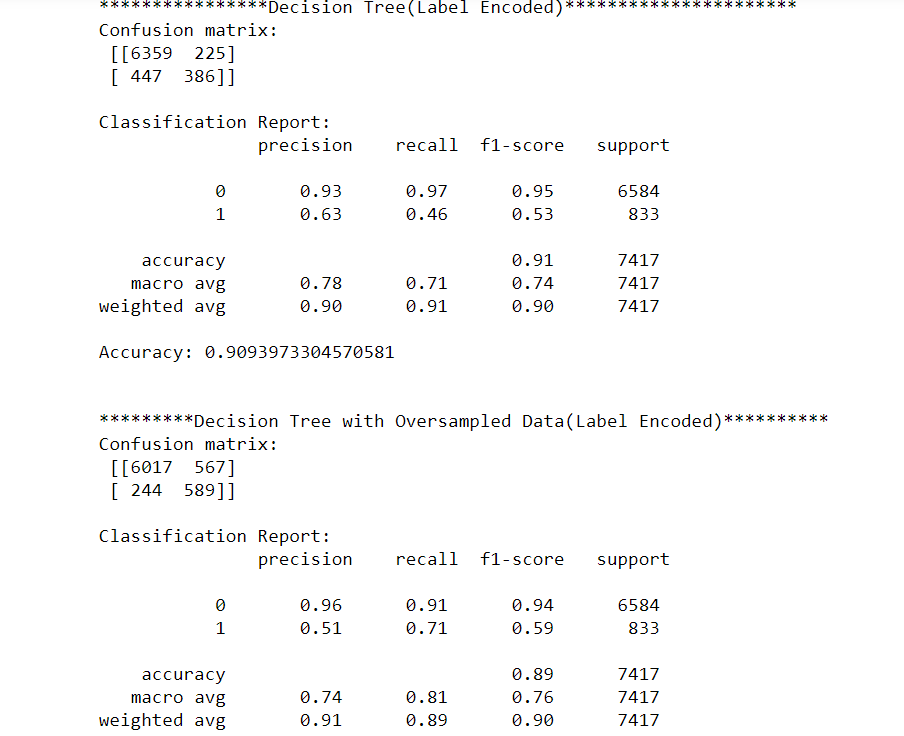 ****************Decision Tree(Label Encoded)**********************
Confusion matrix:
[[6359 225]
[ 447 386]]
Classification Report:
precision recall f1-score support
0 0.93 0.97 0.95 6584
1 0.63 0.46 0.53 833
accuracy 0.91 7417
macro avg 0.78 0.71 0.74 7417
weighted avg 0.90 0.91 0.90 7417
Accuracy: 0.9093973304570581
*********Decision Tree with Oversampled Data(Label Encoded)**********
Confusion matrix:
[[6017 567]
[ 244 589]]
Classification Report:
precision recall f1-score support
0 0.96 0.91 0.94 6584
1 0.51 0.71 0.59 833
accuracy 0.89 7417
macro avg 0.74 0.81 0.76 7417
weighted avg 0.91 0.89 0.90 7417